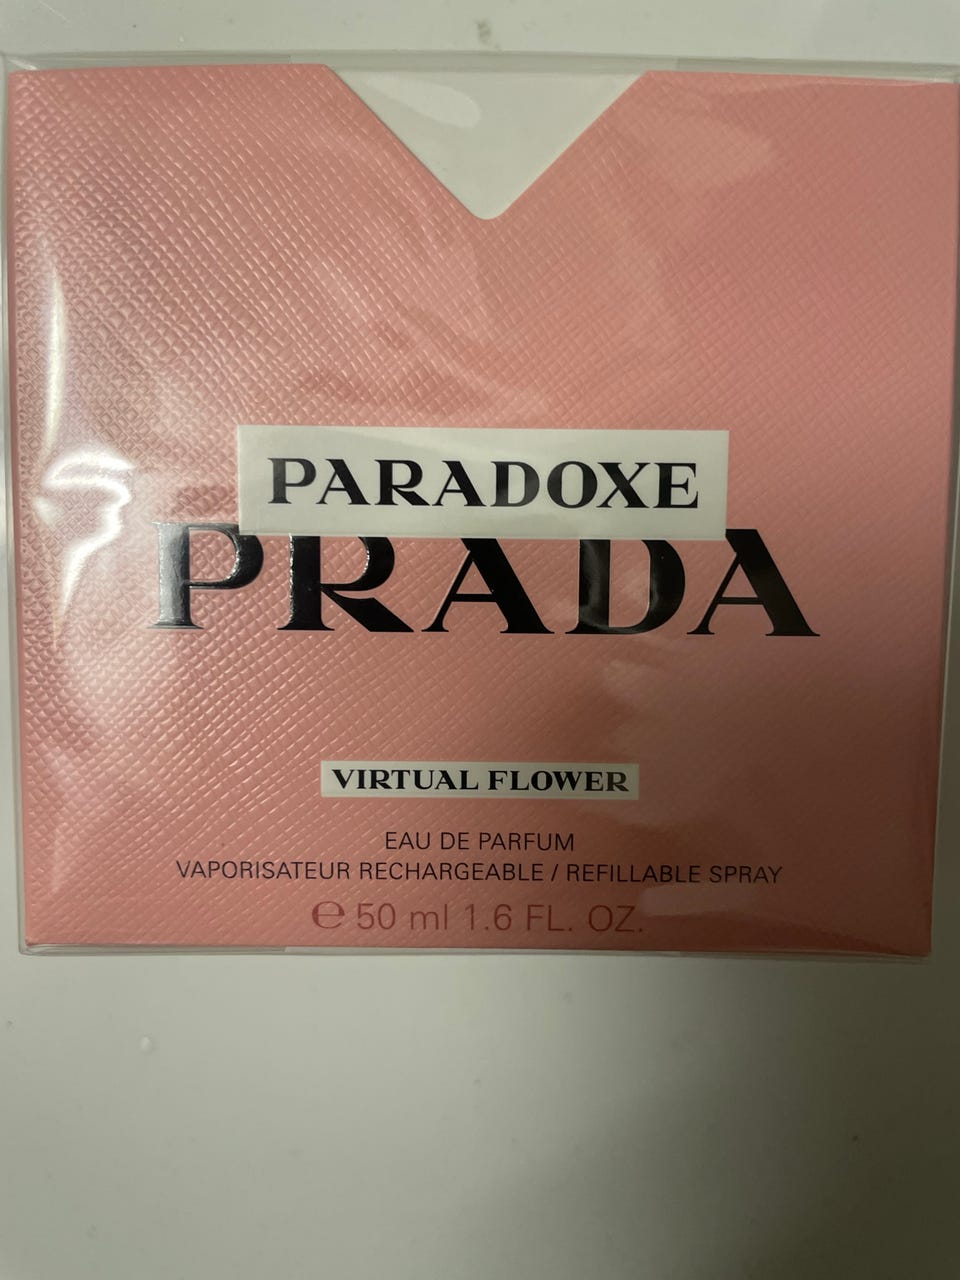 PARADOXE
PRADA
VIRTUAL FLOWER
EAU DE PARFUM
VAPORISATEUR RECHARGEABLE / REFILLABLE SPRAY
℮ 50 ml 1.6 FL. OZ.